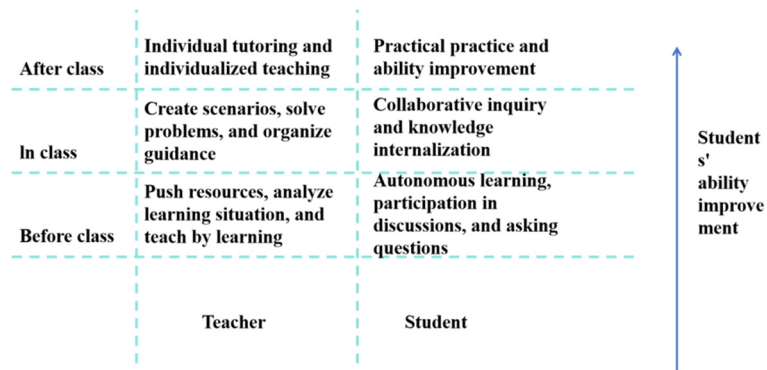 After class
Individual tutoring and
individualized teaching
Practical practice and
ability improvement
In class
Create scenarios, solve
problems, and organize
guidance
Collaborative inquiry
and knowledge
internalization
Before class
Push resources, analyze
learning situation, and
teach by learning
Autonomous learning,
participation in
discussions, and asking
questions
Teacher
Student
Student
s'
ability
improve
ment